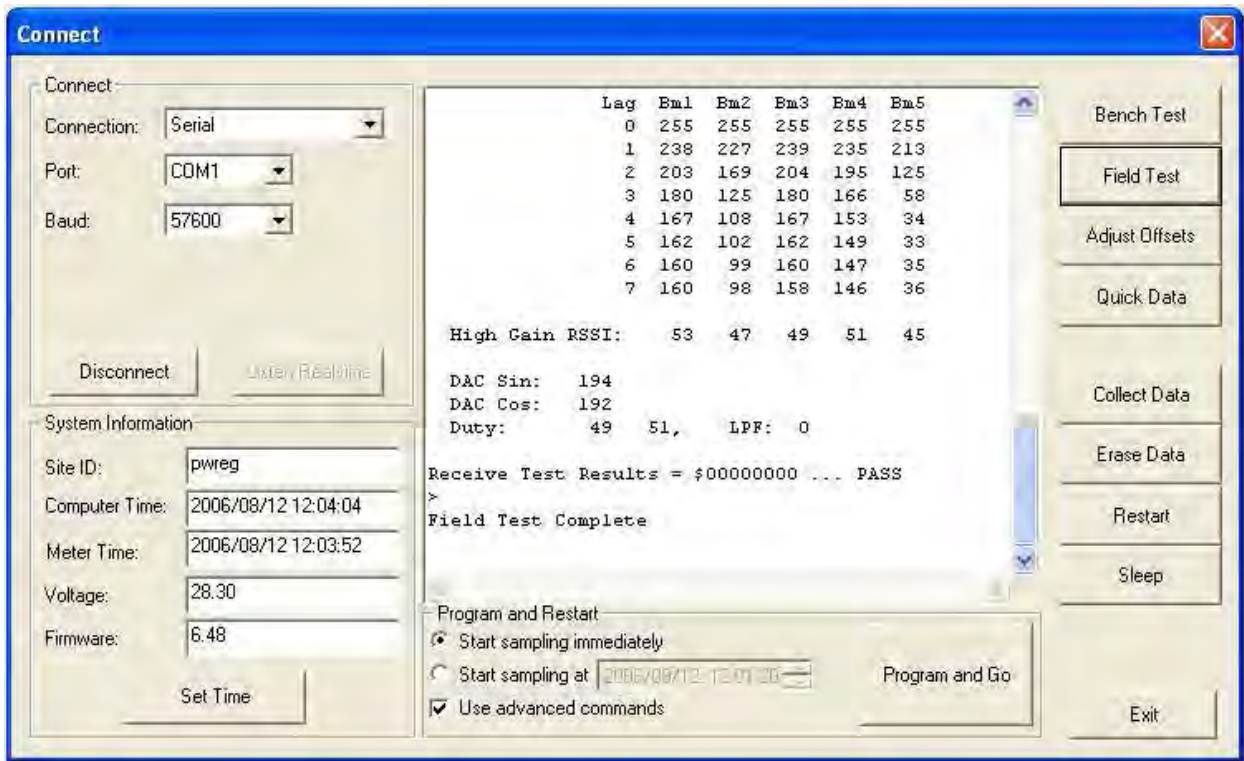 Connect
Connect
Connection: Serial
Port: COM1
Baud: 57600
Disconnect Listen Realtime
System Information
Site ID: pwreg
Computer Time: 2006/08/12 12:04:04
Meter Time: 2006/08/12 12:03:52
Voltage: 28.30
Firmware: 6.48
Set Time
Lag Bm1 Bm2 Bm3 Bm4 Bm5
0 255 255 255 255 255
1 238 227 239 235 213
2 203 169 204 195 125
3 180 125 180 166 58
4 167 108 167 153 34
5 162 102 162 149 33
6 160 99 160 147 35
7 160 98 158 146 36
High Gain RSSI: 53 47 49 51 45
DAC Sin: 194
DAC Cos: 192
Duty: 49 51, LPF: 0
Receive Test Results = $00000000 ... PASS
>
Field Test Complete
Program and Restart
Start sampling immediately
Start sampling at
Use advanced commands
Program and Go
Bench Test
Field Test
Adjust Offsets
Quick Data
Collect Data
Erase Data
Restart
Sleep
Exit